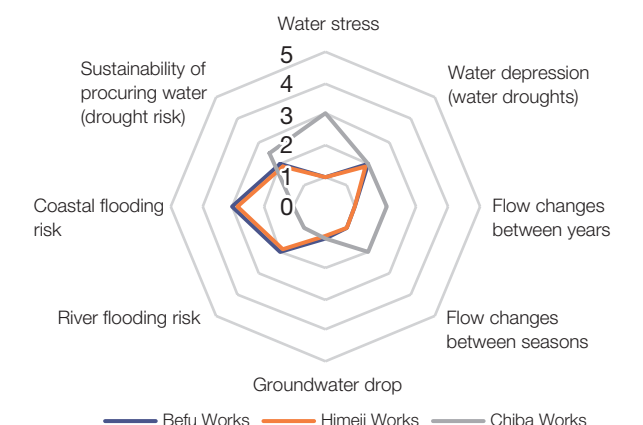 Water stress
5
4
3
2
1
0
Sustainability of
procuring water
(drought risk)
Water depression
(water droughts)
Coastal flooding
risk
Flow changes
between years
River flooding risk
Flow changes
between seasons
Groundwater drop
Befu Works Himeji Works Chiba Works